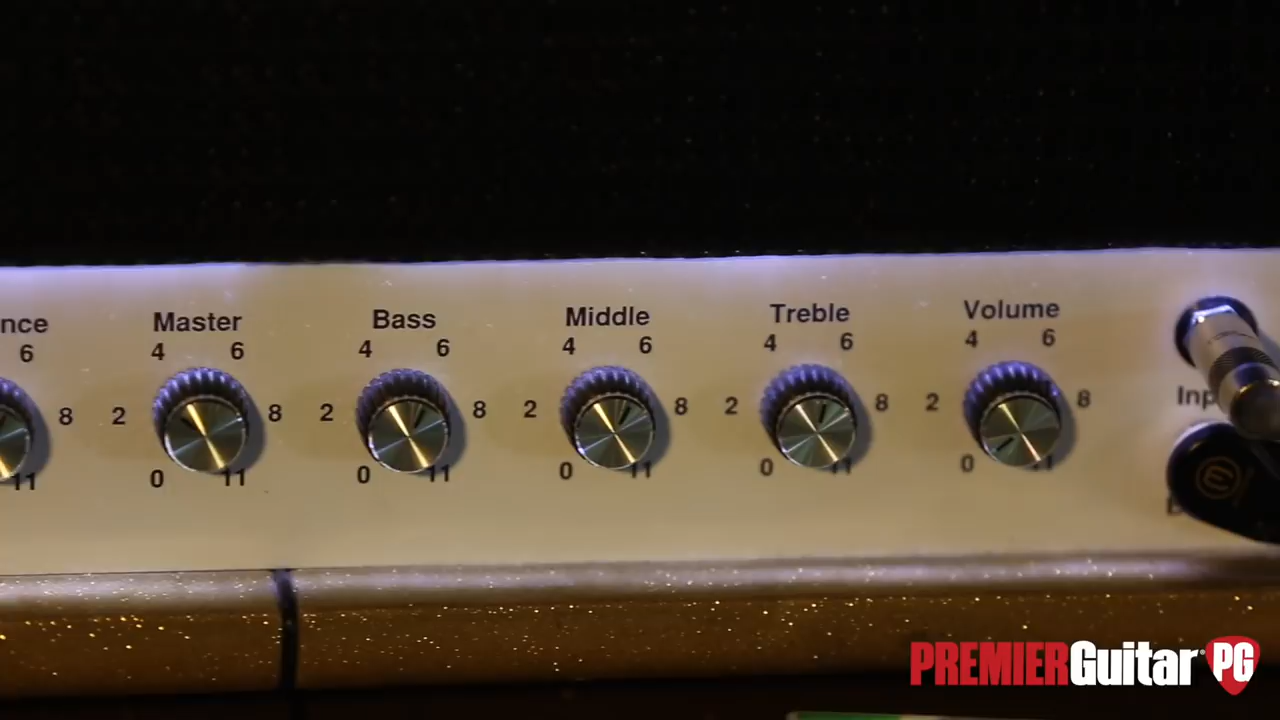 nce Master Bass Middle Treble Volume
6 4 6 4 6 4 6 4 6 4 6
8 2 8 2 8 2 8 2 8 2 8
11 0 11 0 11 0 11 0 11 0 11
Inp
PREMIERGuitar PG